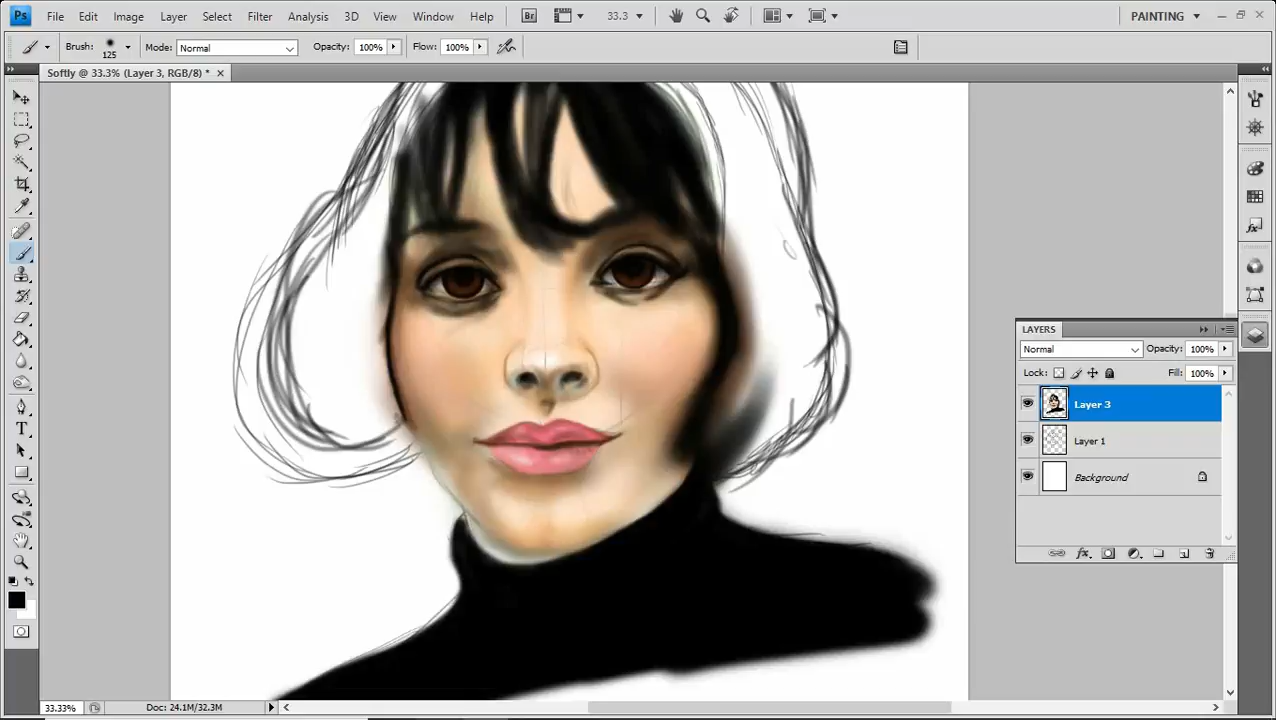 Ps File Edit Image Layer Select Filter Analysis 3D View Window Help Br 33.3 PAINTING
Brush: 125 Mode: Normal Opacity: 100% Flow: 100%
Softly @ 33.3% (Layer 3, RGB/8) *
LAYERS
Normal Opacity: 100%
Lock: Fill: 100%
Layer 3
Layer 1
Background
fx
T
33.33% Doc: 24.1M/32.3M